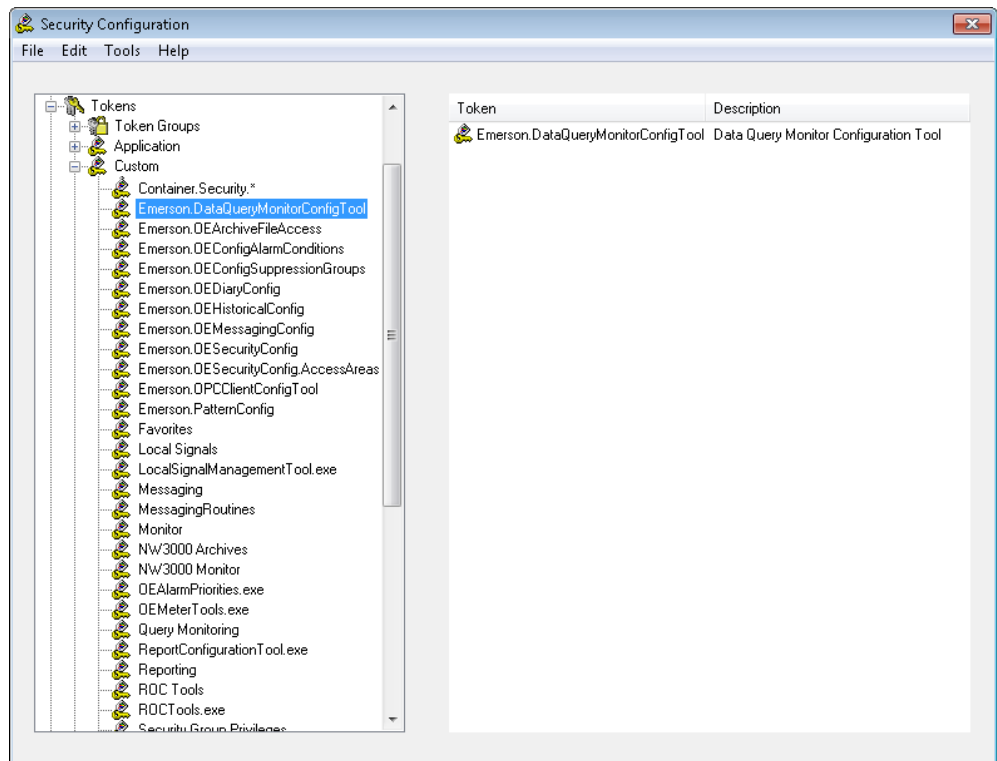 Security Configuration
File Edit Tools Help
Tokens
Token Groups
Application
Custom
Container.Security.*
Emerson.DataQueryMonitorConfigTool
Emerson.OEArchiveFileAccess
Emerson.OEConfigAlarmConditions
Emerson.OEConfigSuppressionGroups
Emerson.OEDiaryConfig
Emerson.OEHistoricalConfig
Emerson.OEMessagingConfig
Emerson.OESecurityConfig
Emerson.OESecurityConfig.AccessAreas
Emerson.OPCClientConfigTool
Emerson.PatternConfig
Favorites
Local Signals
LocalSignalManagementTool.exe
Messaging
MessagingRoutines
Monitor
NW3000 Archives
NW3000 Monitor
OEAlarmPriorities.exe
OEMeterTools.exe
Query Monitoring
ReportConfigurationTool.exe
Reporting
ROC Tools
ROCTools.exe
Security Group Privileges
Token Description
Emerson.DataQueryMonitorConfigTool Data Query Monitor Configuration Tool